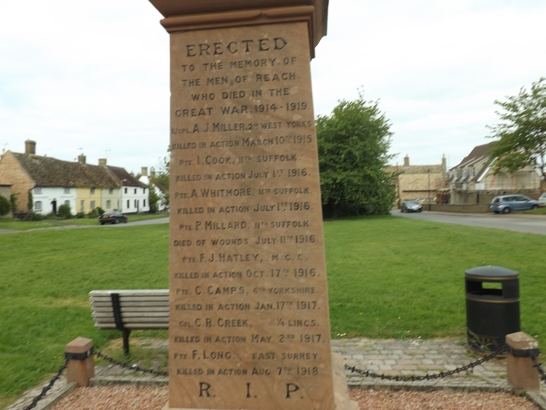 ERECTED
TO THE MEMORY OF
THE MEN, OF REACH
WHO DIED IN THE
GREAT WAR. 1914-1919
A.J. MILLER. 2ND WEST YORKS
KILLED IN ACTION MARCH 10TH 1915
PTE I. COOK, 11TH SUFFOLK.
KILLED IN ACTION JULY 1ST 1916.
PTE A. WHITMORE. 11TH SUFFOLK.
KILLED IN ACTION JULY 1ST 1916.
PTE P. MILLARD. 11TH SUFFOLK.
DIED OF WOUNDS JULY 11TH 1916.
PTE F.J. HATLEY, M.G.C.
KILLED IN ACTION OCT. 17TH 1916.
PTE C. CAMPS, 6TH YORKSHIRE.
KILLED IN ACTION JAN. 17TH 1917.
CPL C.R. CREEK, LINCS.
KILLED IN ACTION MAY 2ND 1917.
PTE F. LONG EAST SURREY.
KILLED IN ACTION AUG 7TH 1918.
R. I. P.